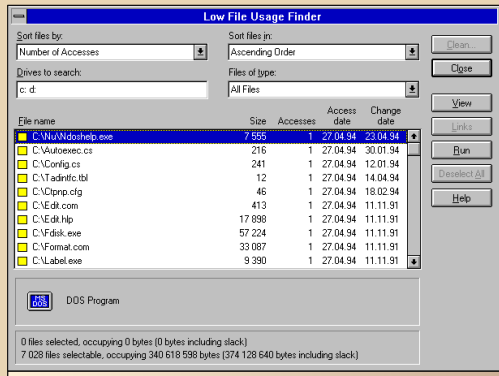 Low File Usage Finder
Sort files by:
Number of Accesses
Sort files in:
Ascending Order
Clean...
Close
Drives to search:
c: d:
Files of type:
All Files
View
Links
Run
Deselect All
Help
File name Size Accesses Access date Change date
C:\Nu\Ndoshelp.exe 7 555 1 27.04.94 23.04.94
C:\Autoexec.cs 216 1 27.04.94 30.01.94
C:\Config.cs 241 1 27.04.94 12.01.94
C:\Tadintfc.tbl 12 1 27.04.94 14.04.94
C:\Ctpnp.cfg 46 1 27.04.94 18.02.94
C:\Edit.com 413 1 27.04.94 11.11.91
C:\Edit.hlp 17 898 1 27.04.94 11.11.91
C:\Fdisk.exe 57 224 1 27.04.94 11.11.91
C:\Format.com 33 087 1 27.04.94 11.11.91
C:\Label.exe 9 390 1 27.04.94 11.11.91
MS DOS
DOS Program
0 files selected, occupying 0 bytes (0 bytes including slack)
7 028 files selectable, occupying 340 618 598 bytes (374 128 640 bytes including slack)